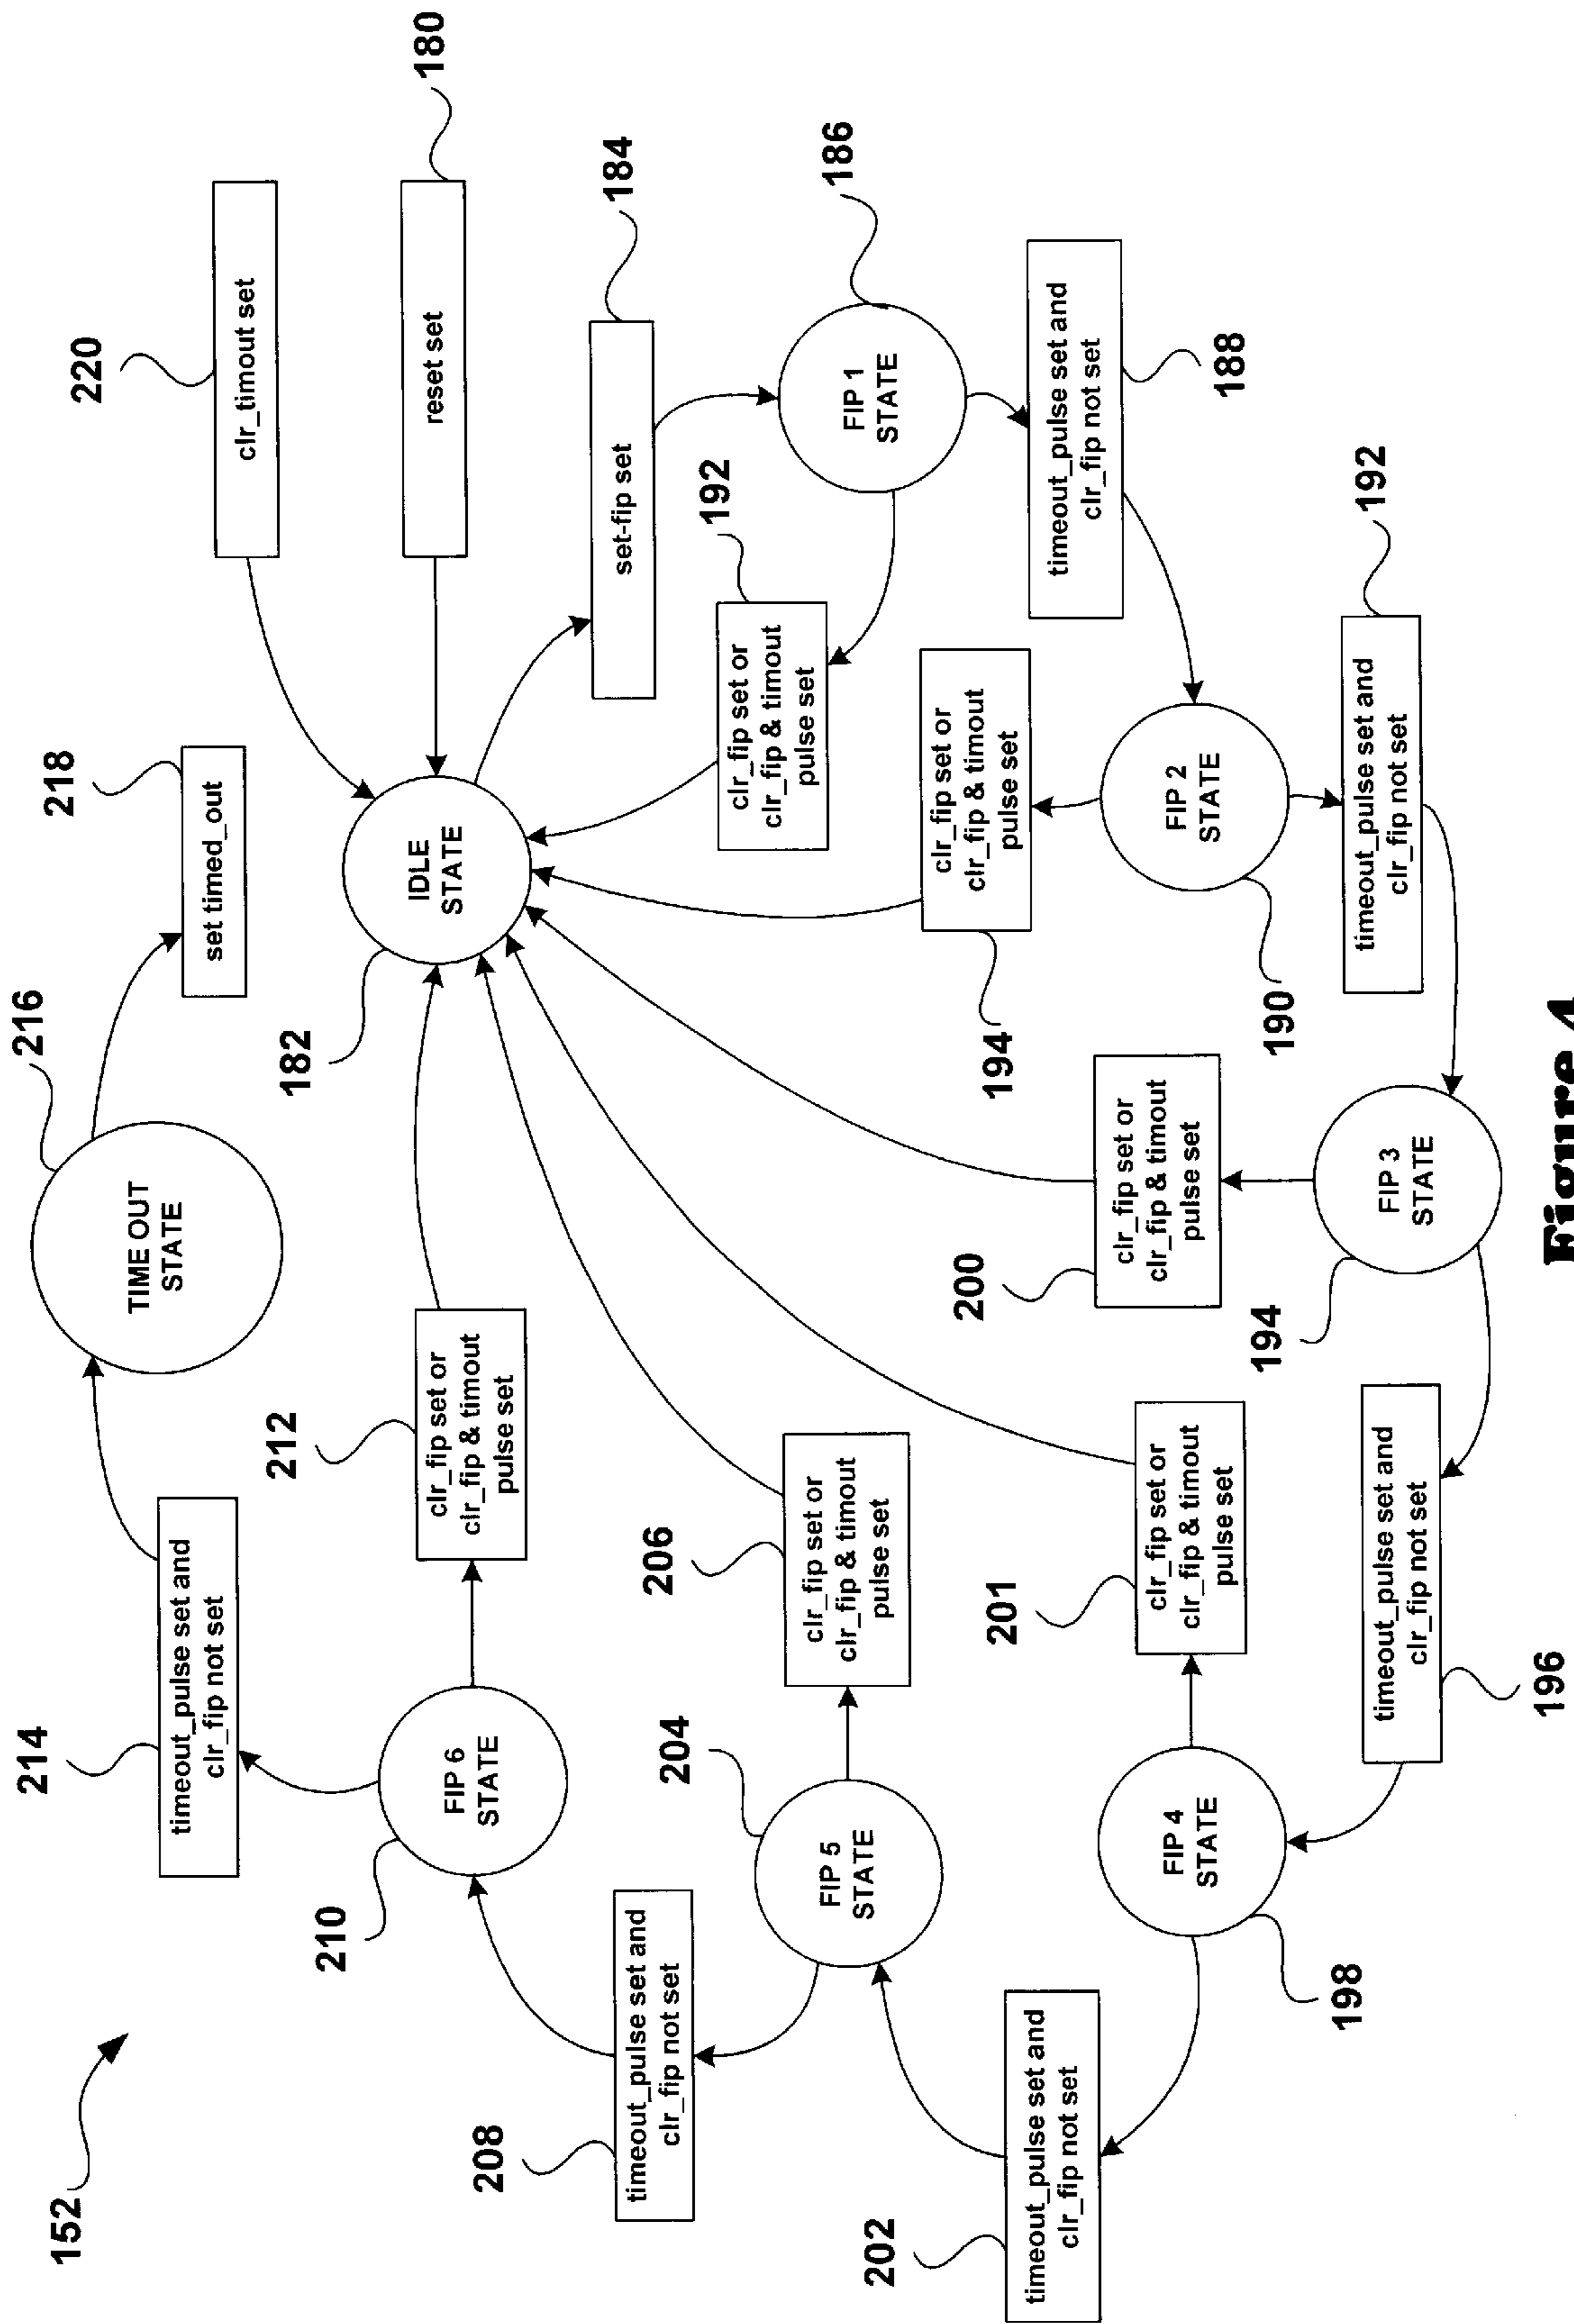 152
214
timeout_pulse set and
clr_fip not set
216
TIME OUT
STATE
218
set timed_out
220
clr_timout set
reset set
180
210
FIP 6
STATE
212
clr_fip set or
clr_fip & timout
pulse set
182
IDLE
STATE
set-fip set
184
208
timeout_pulse set and
clr_fip not set
204
FIP 5
STATE
206
clr_fip set or
clr_fip & timout
pulse set
192
clr_fip set or
clr_fip & timout
pulse set
FIP 1
STATE
186
202
timeout_pulse set and
clr_fip not set
198
FIP 4
STATE
201
clr_fip set or
clr_fip & timout
pulse set
200
clr_fip set or
clr_fip & timout
pulse set
194
clr_fip set or
clr_fip & timout
pulse set
timeout_pulse set and
clr_fip not set
188
190
FIP 2
STATE
196
timeout_pulse set and
clr_fip not set
194
FIP 3
STATE
timeout_pulse set and
clr_fip not set
192
Figure 4